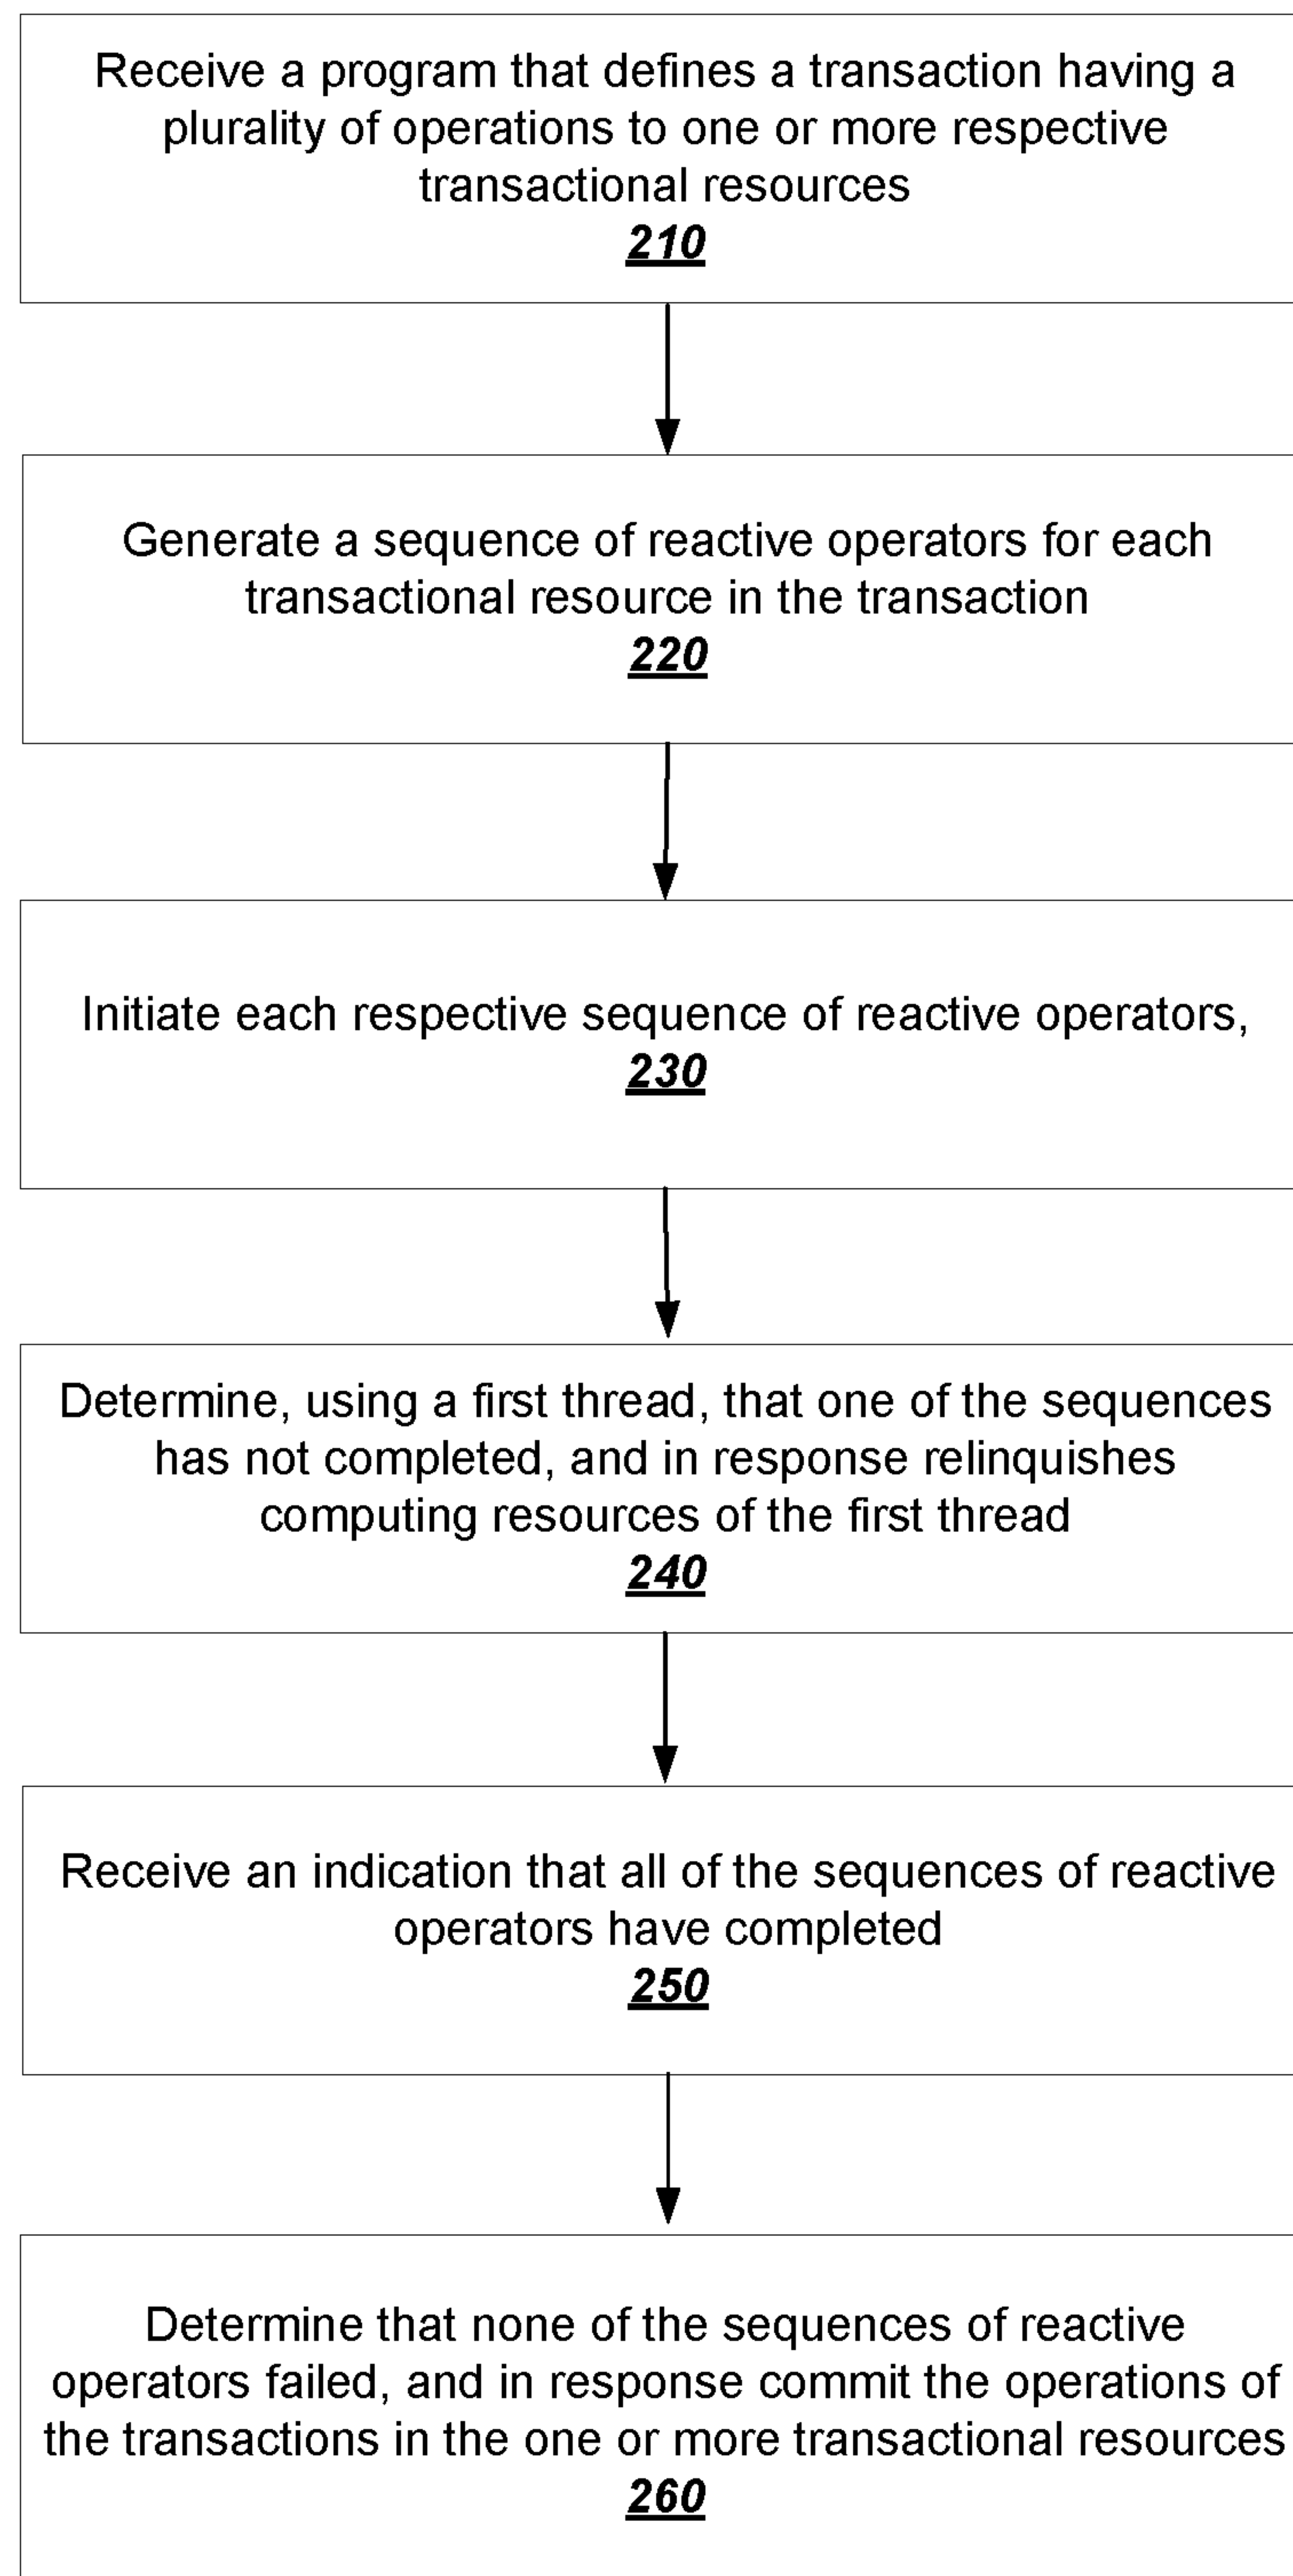 Receive a program that defines a transaction having a
plurality of operations to one or more respective
transactional resources
210
Generate a sequence of reactive operators for each
transactional resource in the transaction
220
Initiate each respective sequence of reactive operators,
230
Determine, using a first thread, that one of the sequences
has not completed, and in response relinquishes
computing resources of the first thread
240
Receive an indication that all of the sequences of reactive
operators have completed
250
Determine that none of the sequences of reactive
operators failed, and in response commit the operations of
the transactions in the one or more transactional resources
260